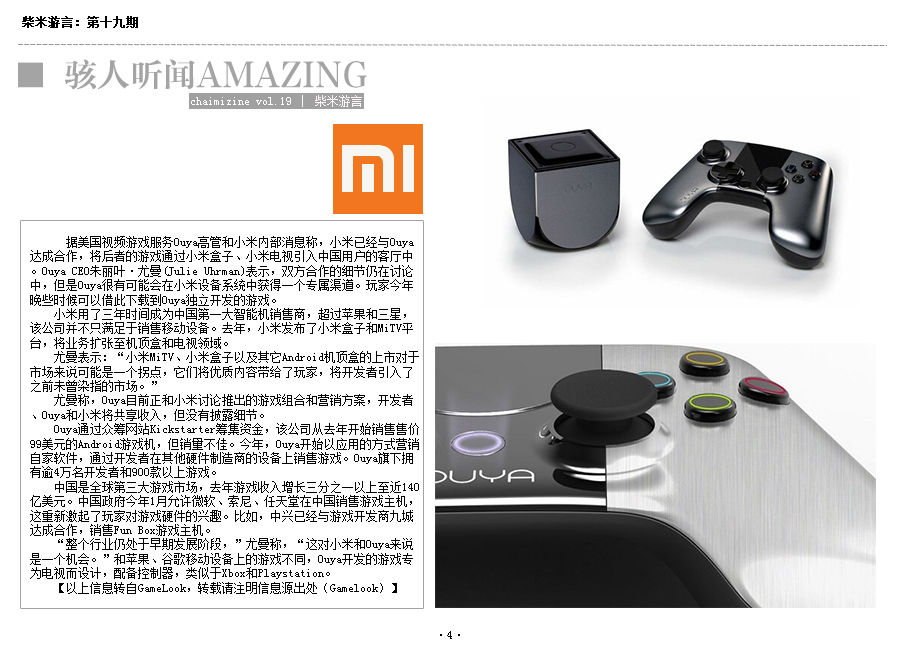 柴米游言：第十九期
骇人听闻AMAZING
chaimizine vol.19 | 柴米游言
mi
据美国视频游戏服务Ouya高管和小米内部消息称，小米已经与Ouya
达成合作，将后者的游戏通过小米盒子、小米电视引入中国用户的客厅中
。Ouya CEO朱丽叶·尤曼(Julie Uhrman)表示，双方合作的细节仍在讨论
中，但是Ouya很有可能会在小米设备系统中获得一个专属渠道。玩家今年
晚些时候可以借此下载到Ouya独立开发的游戏。
小米用了三年时间成为中国第一大智能机销售商，超过苹果和三星，
该公司并不只满足于销售移动设备。去年，小米发布了小米盒子和MiTV平
台，将业务扩张至机顶盒和电视领域。
尤曼表示：“小米MiTV、小米盒子以及其它Android机顶盒的上市对于
市场来说可能是一个拐点，它们将优质内容带给了玩家，将开发者引入了
之前未曾染指的市场。”
尤曼称，Ouya目前正和小米讨论推出的游戏组合和营销方案，开发者
、Ouya和小米将共享收入，但没有披露细节。
Ouya通过众筹网站Kickstarter筹集资金，该公司从去年开始销售售价
99美元的Android游戏机，但销量不佳。今年，Ouya开始以应用的方式营销
自家软件，通过开发者在其他硬件制造商的设备上销售游戏。Ouya旗下拥
有逾4万名开发者和900款以上游戏。
中国是全球第三大游戏市场，去年游戏收入增长三分之一以上至近140
亿美元。中国政府今年1月允许微软、索尼、任天堂在中国销售游戏主机，
这重新激起了玩家对游戏硬件的兴趣。比如，中兴已经与游戏开发商九城
达成合作，销售Fun Box游戏主机。
“整个行业仍处于早期发展阶段，”尤曼称，“这对小米和Ouya来说
是一个机会。”和苹果、谷歌移动设备上的游戏不同，Ouya开发的游戏专
为电视而设计，配备控制器，类似于Xbox和Playstation。
【以上信息转自GameLook，转载请注明信息源出处（Gamelook）】
OUYA
·4·